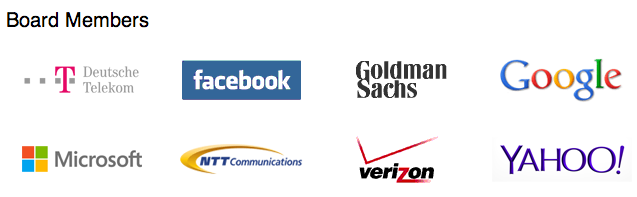 Board Members
Deutsche
Telekom
facebook
Goldman
Sachs
Google
Microsoft
NTT Communications
verizon
YAHOO!